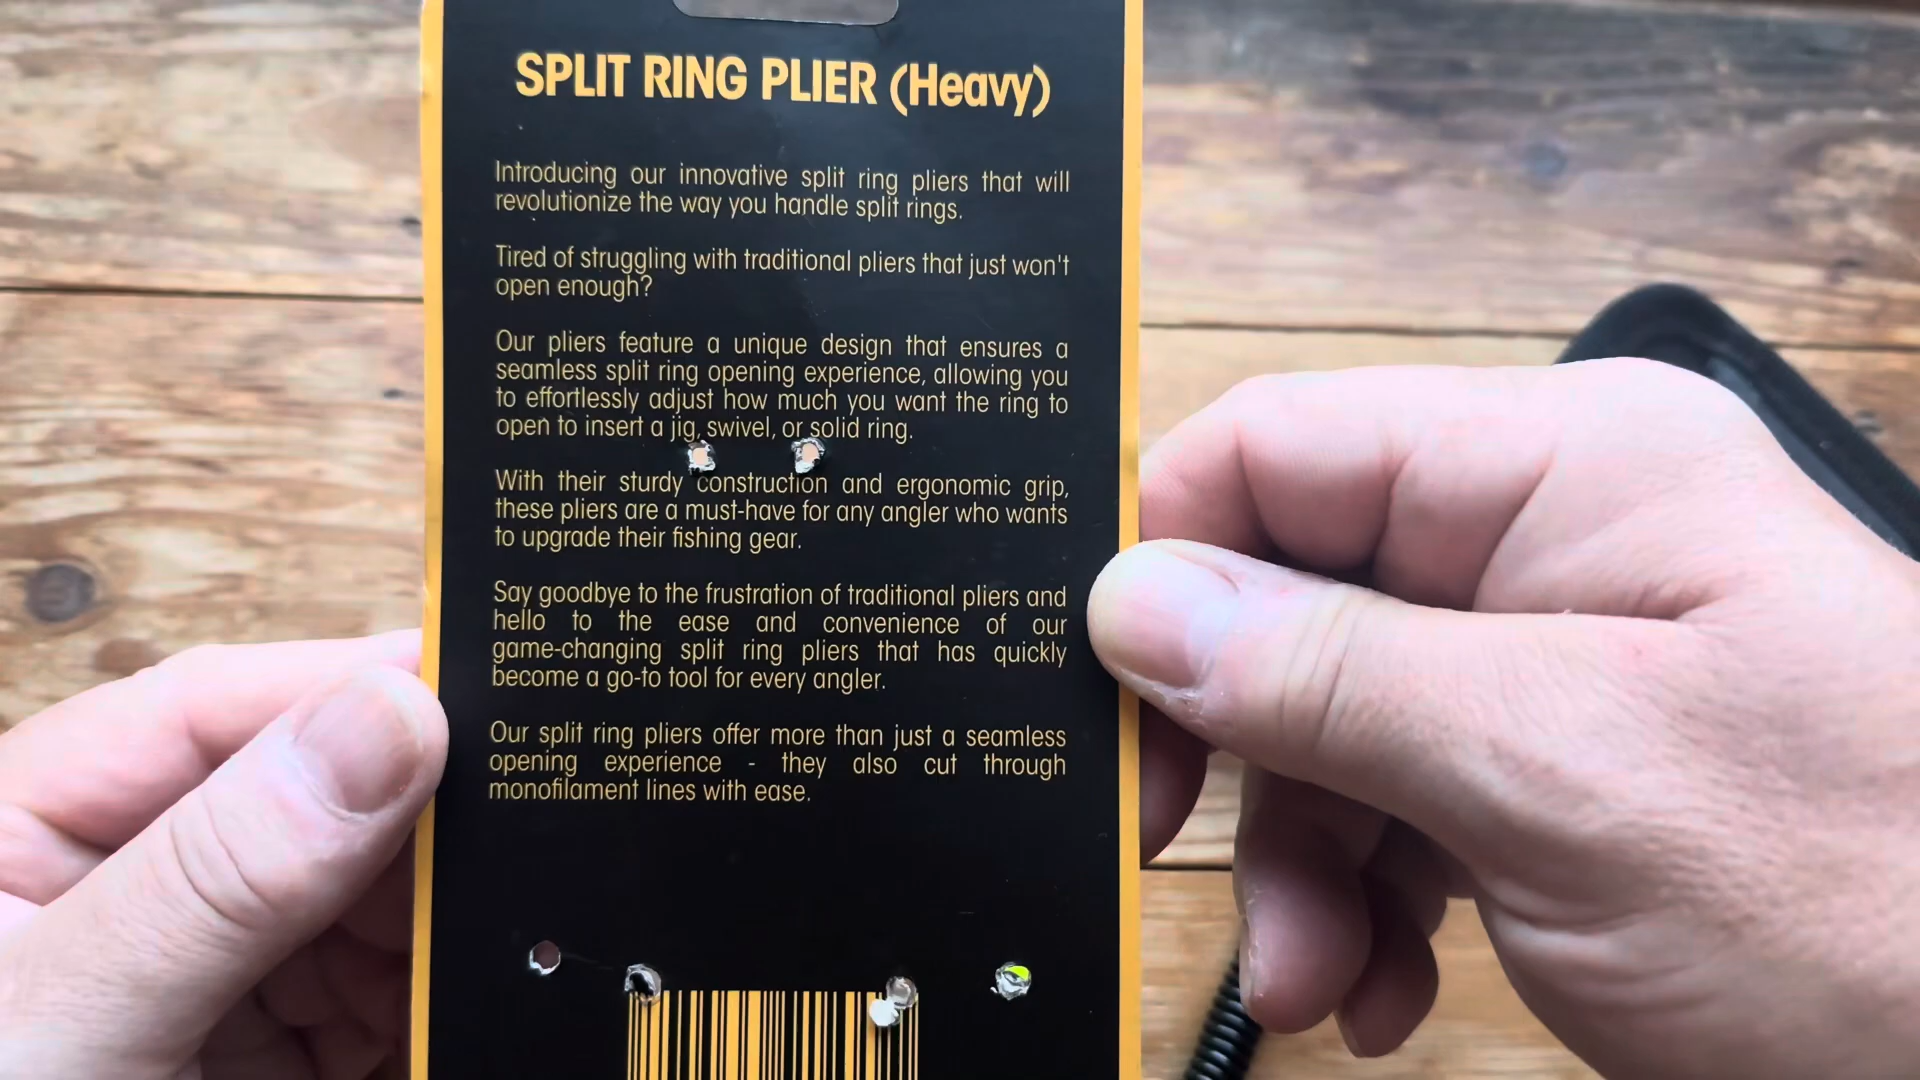 SPLIT RING PLIER (Heavy)
Introducing our innovative split ring pliers that will
revolutionize the way you handle split rings.
Tired of struggling with traditional pliers that just won't
open enough?
Our pliers feature a unique design that ensures a
seamless split ring opening experience, allowing you
to effortlessly adjust how much you want the ring to
open to insert a jig, swivel, or solid ring.
With their sturdy construction and ergonomic grip,
these pliers are a must-have for any angler who wants
to upgrade their fishing gear.
Say goodbye to the frustration of traditional pliers and
hello to the ease and convenience of our
game-changing split ring pliers that has quickly
become a go-to tool for every angler.
Our split ring pliers offer more than just a seamless
opening experience - they also cut through
monofilament lines with ease.